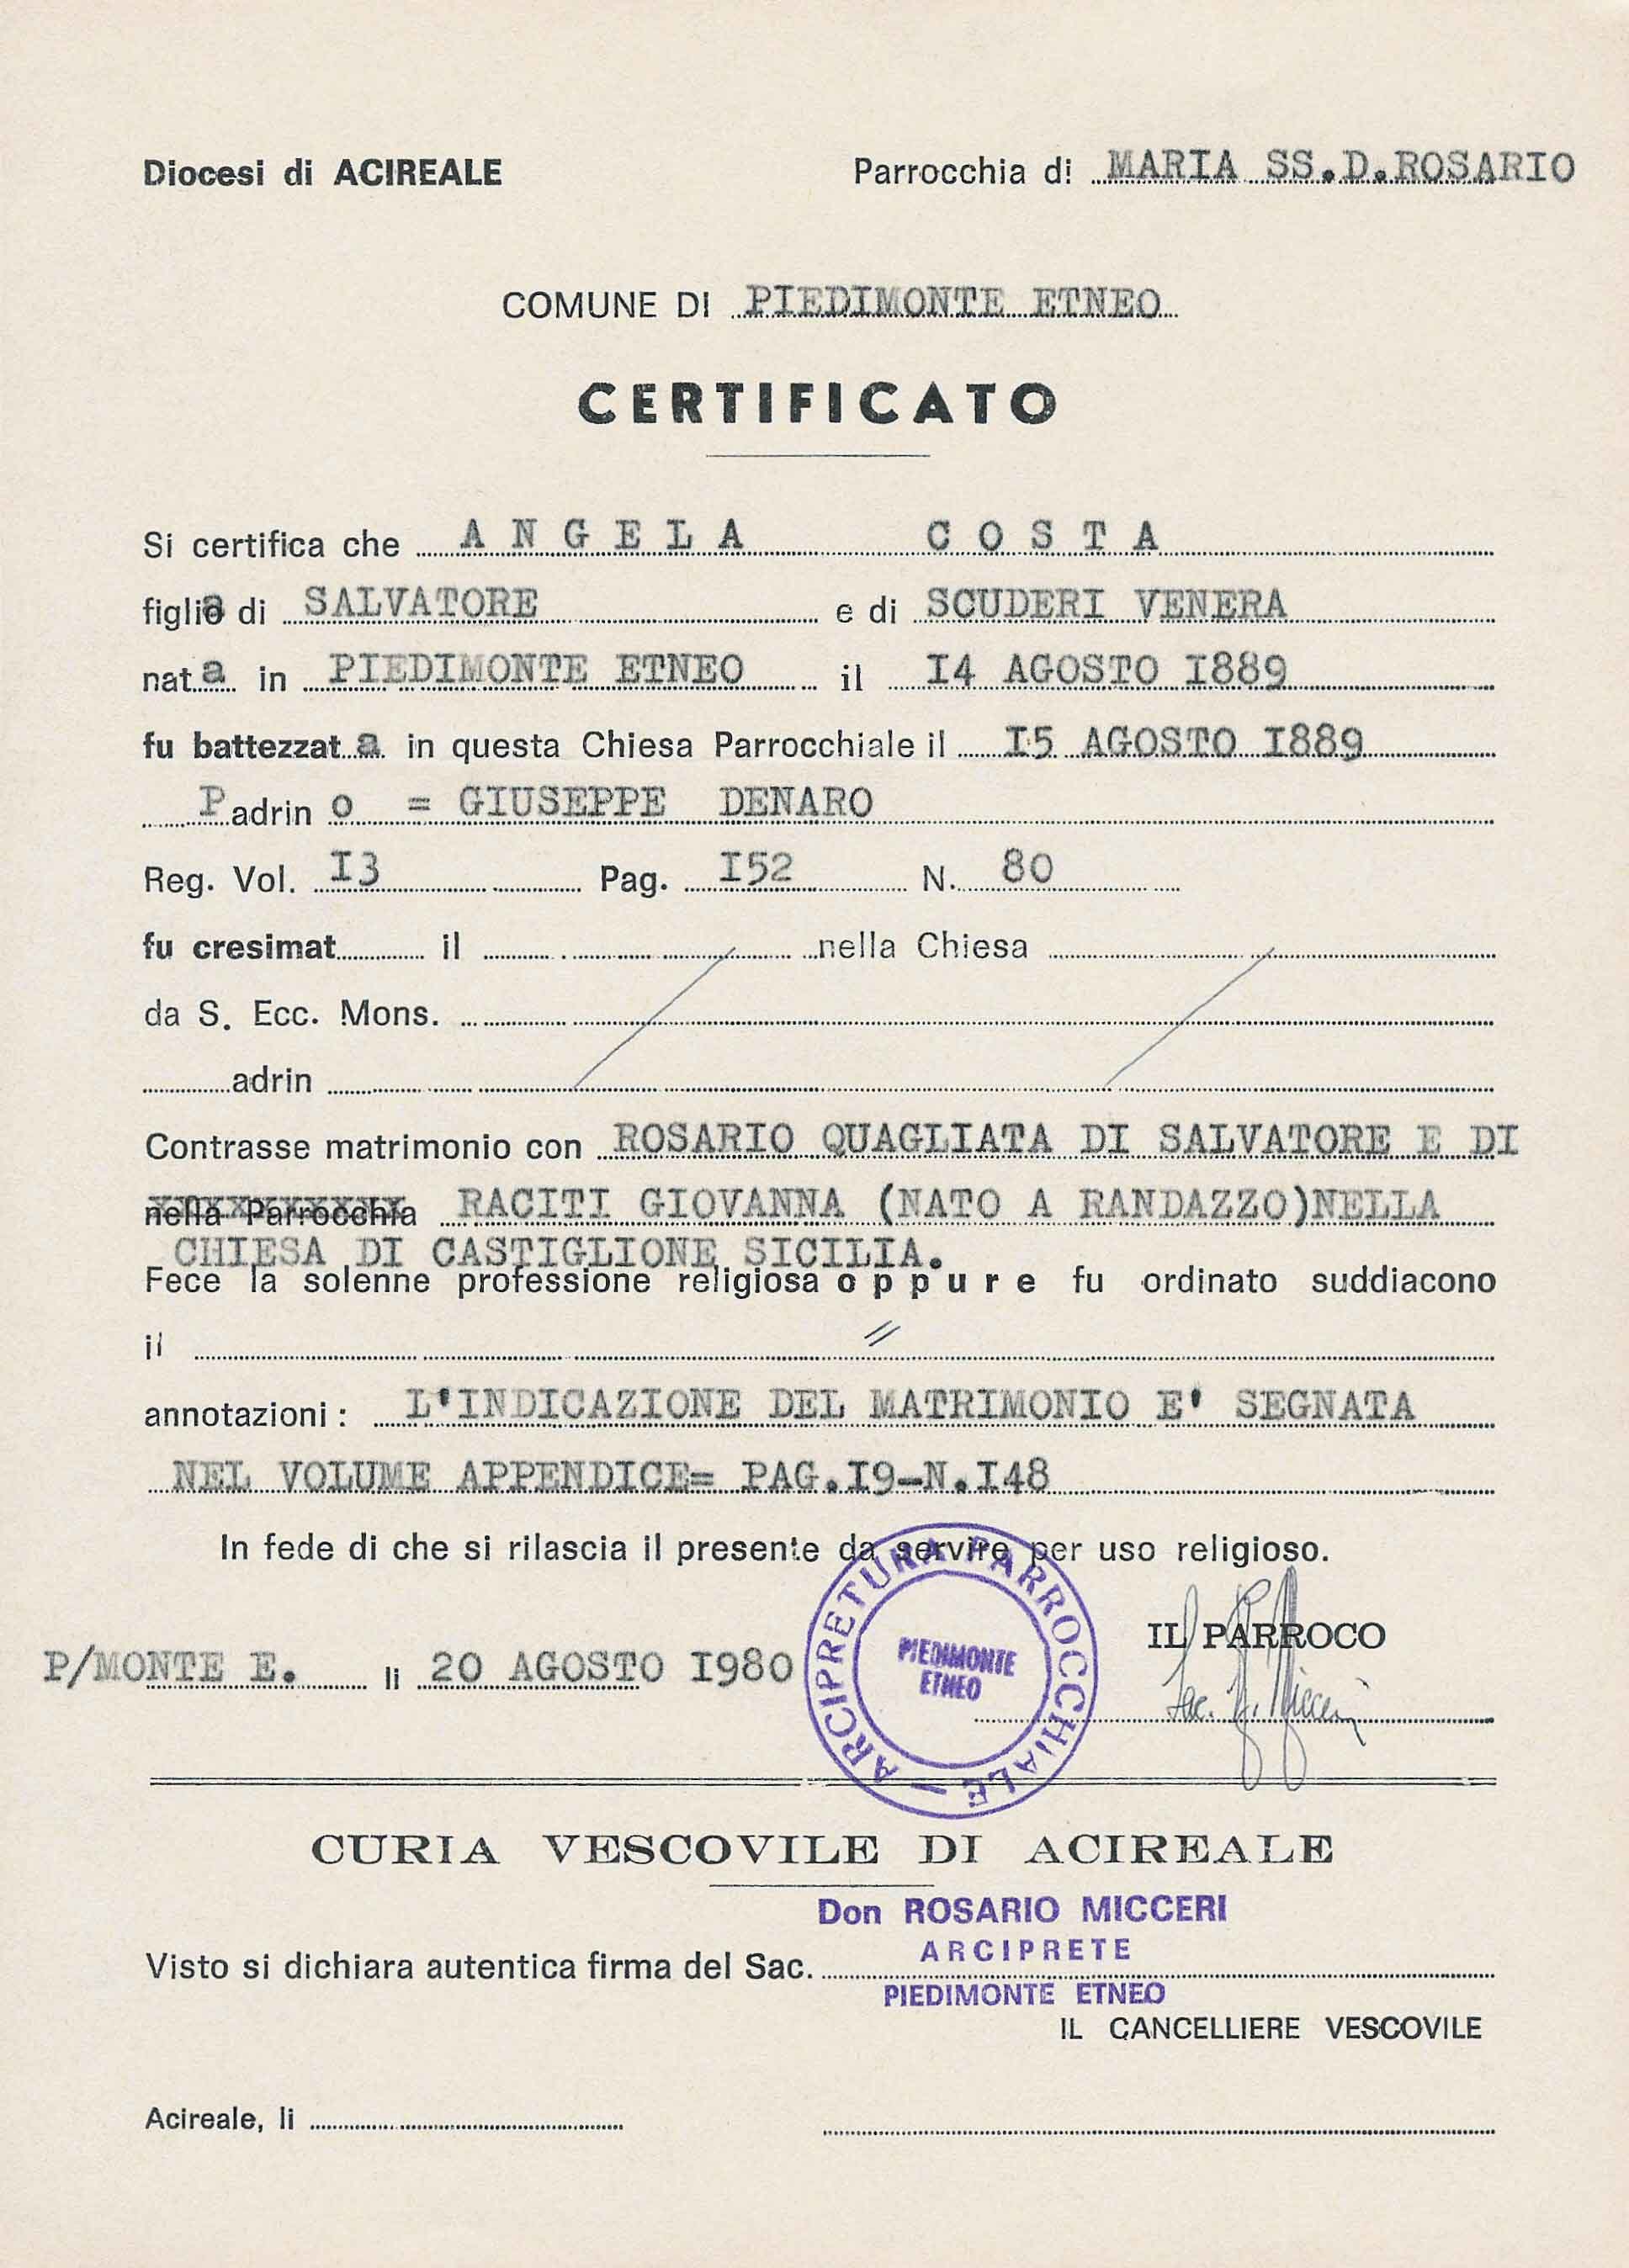 Diocesi di ACIREALE Parrocchia di MARIA SS.D.ROSARIO
COMUNE DI PIEDIMONTE ETNEO
CERTIFICATO
Si certifica che ANGELA COSTA
figlia di SALVATORE e di SCUDERI VENERA
nata in PIEDIMONTE ETNEO il I4 AGOSTO I889
fu battezzata in questa Chiesa Parrocchiale il I5 AGOSTO I889
Padrino = GIUSEPPE DENARO
Reg. Vol. I3 Pag. I52 N. 80
fu cresimat il nella Chiesa
da S. Ecc. Mons.
adrin
Contrasse matrimonio con ROSARIO QUAGLIATA DI SALVATORE E DI
nella Parrocchia RACITI GIOVANNA (NATO A RANDAZZO)NELLA
CHIESA DI CASTIGLIONE SICILIA.
Fece la solenne professione religiosa oppure fu ordinato suddiacono
il //
annotazioni : L'INDICAZIONE DEL MATRIMONIO E' SEGNATA
NEL VOLUME APPENDICE= PAG.I9-N.I48
In fede di che si rilascia il presente da servire per uso religioso.
IL PARROCO
P/MONTE E. li 20 AGOSTO I980
ARCIPRETURA PARROCCHIALE -
PIEDIMONTE
ETNEO
Sac. R. Micceri
CURIA VESCOVILE DI ACIREALE
Don ROSARIO MICCERI
ARCIPRETE
Visto si dichiara autentica firma del Sac.
PIEDIMONTE ETNEO
IL CANCELLIERE VESCOVILE
Acireale, li